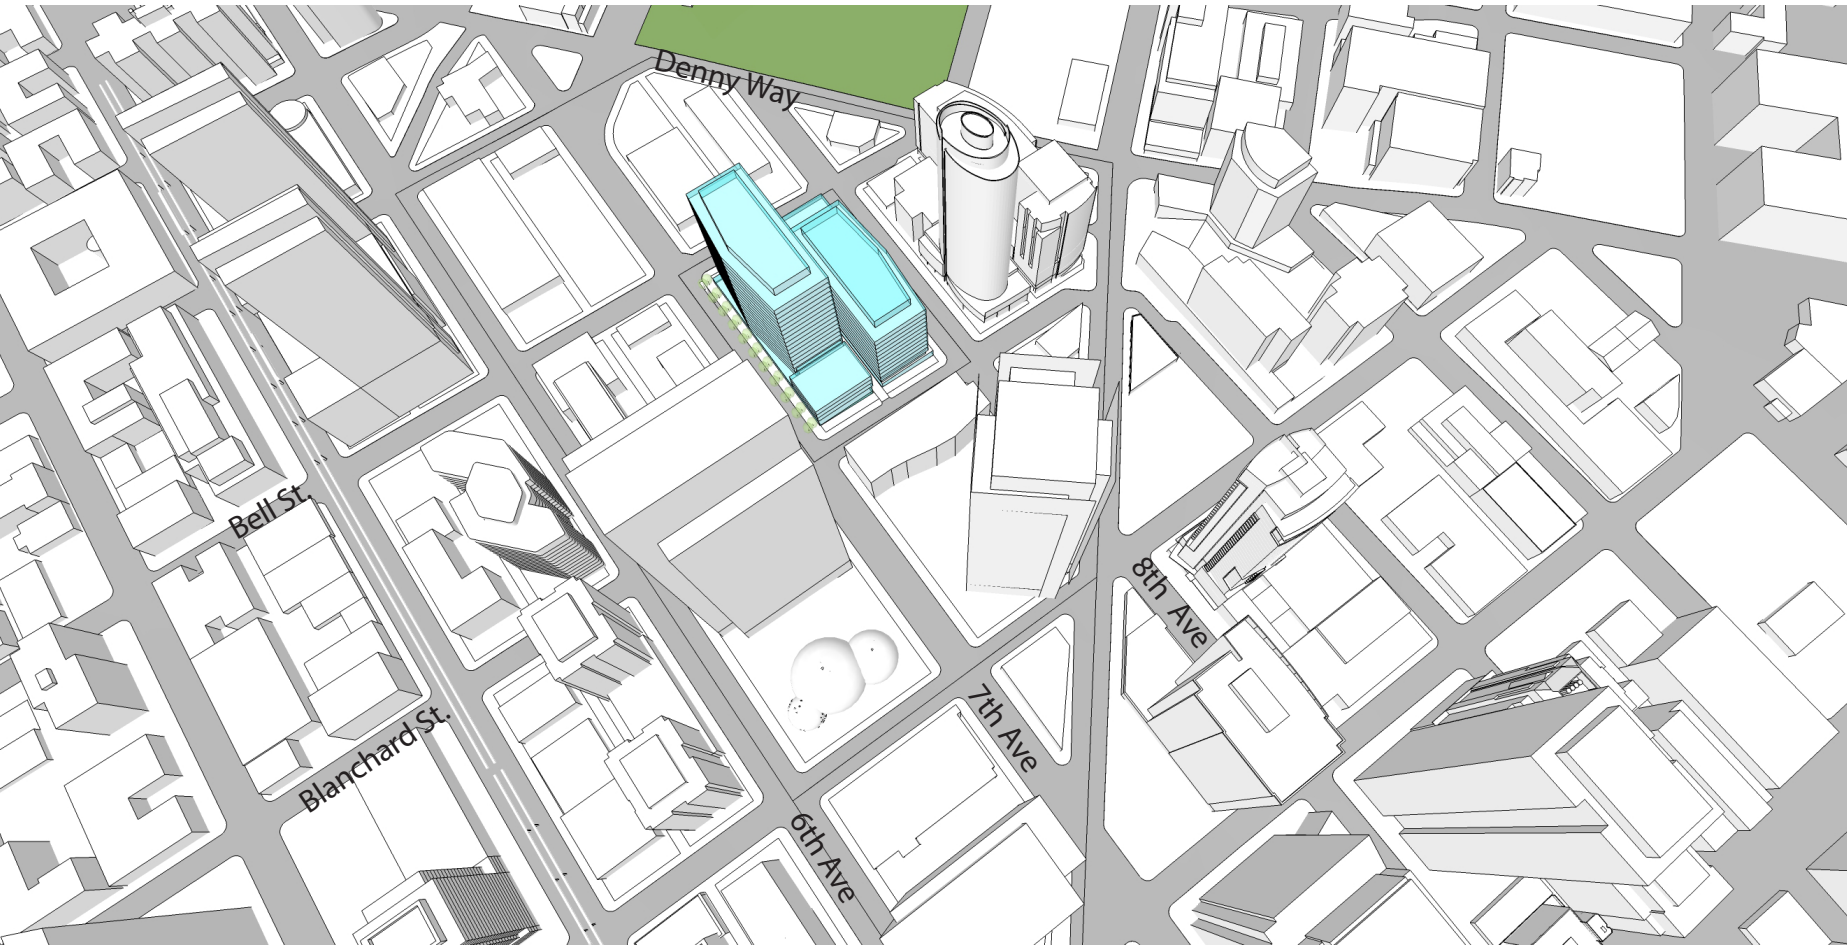 Denny Way
Bell St.
8th Ave
Blanchard St.
7th Ave
6th Ave